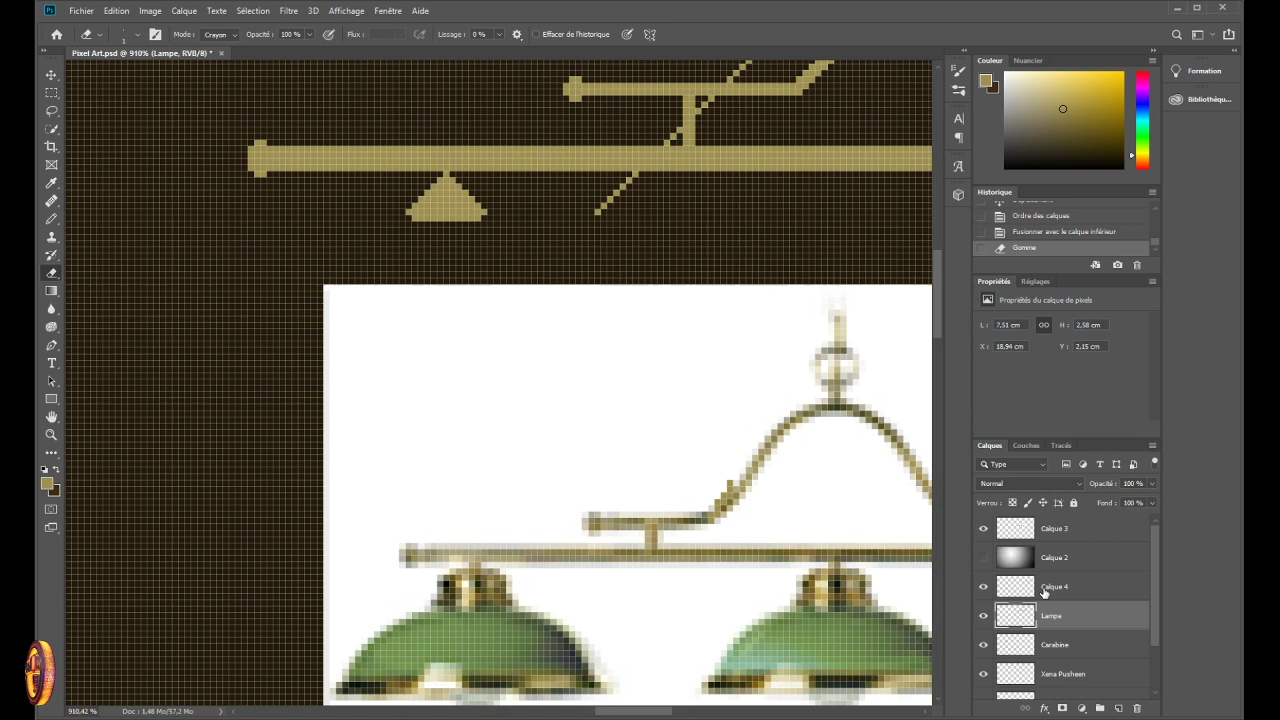 Ps Fichier Edition Image Calque Texte Sélection Filtre 3D Affichage Fenêtre Aide
1 Mode : Crayon Opacité : 100 % Flux : Lissage : 0 % Effacer de l'historique
Pixel Art.psd @ 910% (Lampe, RVB/8) *
Couleur Nuancier
Formation
Bibliothèqu...
Historique
Ordre des calques
Fusionner avec le calque inférieur
Gomme
Propriétés Réglages
Propriétés du calque de pixels
L : 7,51 cm H : 2,58 cm
X : 18,94 cm Y : 2,15 cm
Calques Couches Tracés
Type
Normal Opacité : 100 %
Verrou : Fond : 100 %
Calque 3
Calque 2
Calque 4
Lampe
Carabine
Xena Pusheen
910,42 % Doc : 1,48 Mo/57,2 Mo